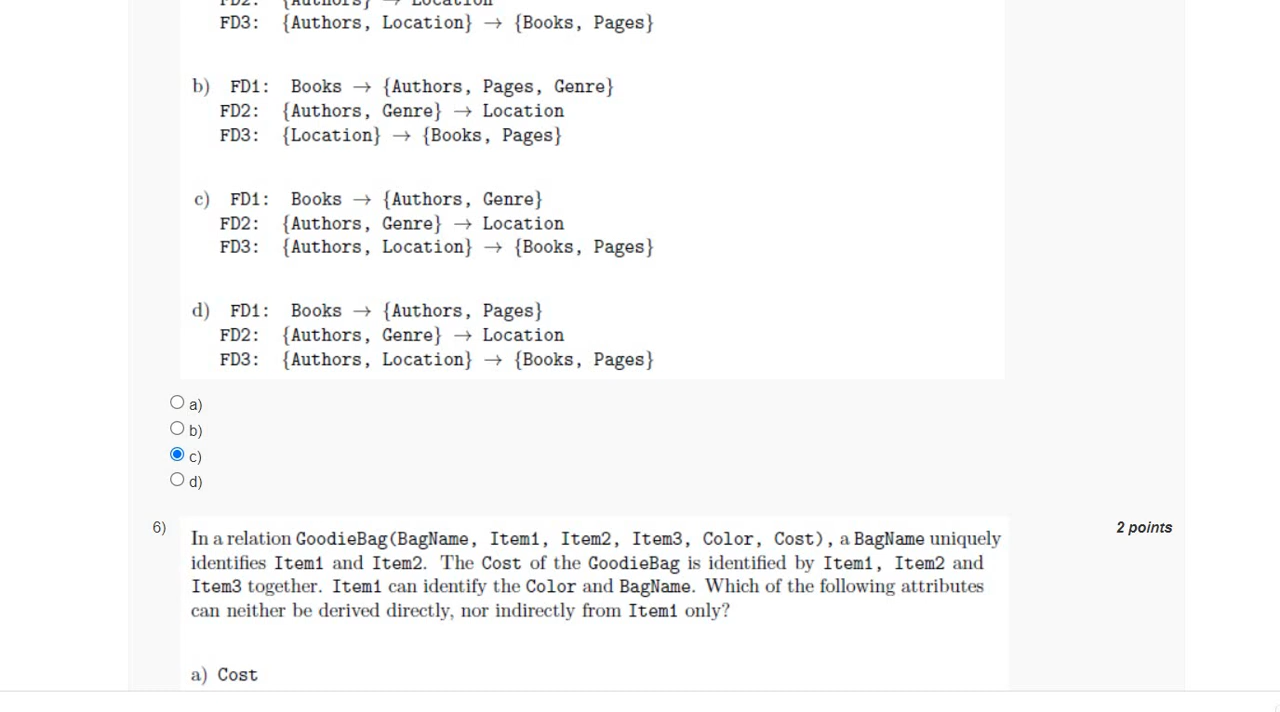 FD2: {Authors} → Location
FD3: {Authors, Location} → {Books, Pages}
b) FD1: Books → {Authors, Pages, Genre}
FD2: {Authors, Genre} → Location
FD3: {Location} → {Books, Pages}
c) FD1: Books → {Authors, Genre}
FD2: {Authors, Genre} → Location
FD3: {Authors, Location} → {Books, Pages}
d) FD1: Books → {Authors, Pages}
FD2: {Authors, Genre} → Location
FD3: {Authors, Location} → {Books, Pages}
a)
b)
c)
d)
6) 2 points
In a relation GoodieBag(BagName, Item1, Item2, Item3, Color, Cost), a BagName uniquely
identifies Item1 and Item2. The Cost of the GoodieBag is identified by Item1, Item2 and
Item3 together. Item1 can identify the Color and BagName. Which of the following attributes
can neither be derived directly, nor indirectly from Item1 only?
a) Cost